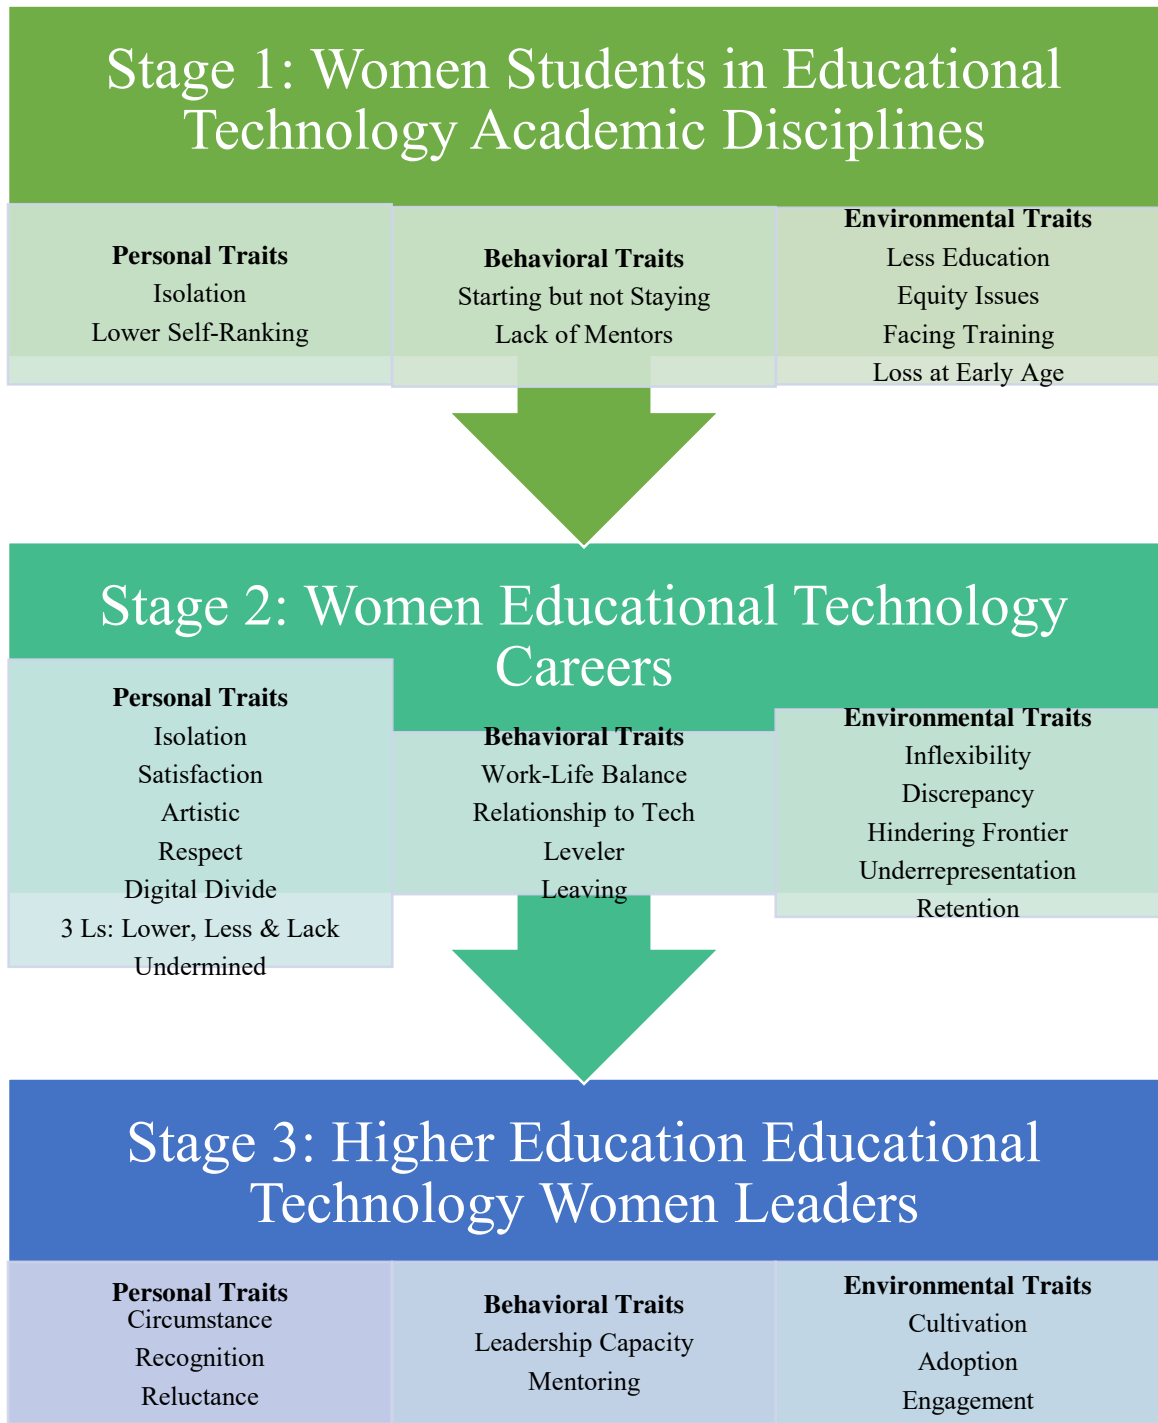 Stage 1: Women Students in Educational
Technology Academic Disciplines
Personal Traits
Isolation
Lower Self-Ranking
Behavioral Traits
Starting but not Staying
Lack of Mentors
Environmental Traits
Less Education
Equity Issues
Facing Training
Loss at Early Age
Stage 2: Women Educational Technology
Careers
Personal Traits
Isolation
Satisfaction
Artistic
Respect
Digital Divide
3 Ls: Lower, Less & Lack
Undermined
Behavioral Traits
Work-Life Balance
Relationship to Tech
Leveler
Leaving
Environmental Traits
Inflexibility
Discrepancy
Hindering Frontier
Underrepresentation
Retention
Stage 3: Higher Education Educational
Technology Women Leaders
Personal Traits
Circumstance
Recognition
Reluctance
Behavioral Traits
Leadership Capacity
Mentoring
Environmental Traits
Cultivation
Adoption
Engagement